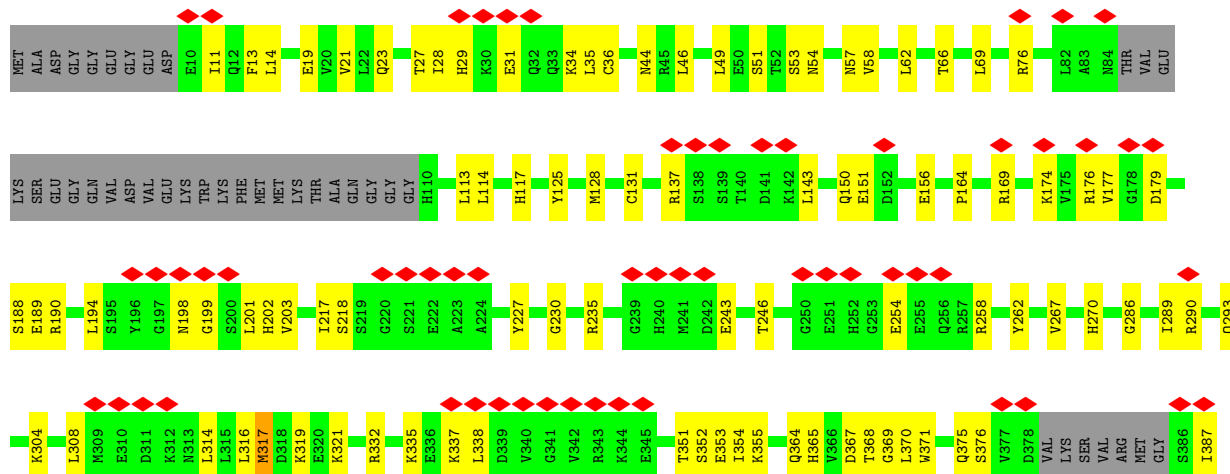 MET ALA ASP GLY GLY GLU GLY GLU ASP E10 I11 Q12 F13 L14 E19 V20 V21 L22 Q23 T27 I28 H29 K30 E31 Q32 Q33 K34 L35 C36 N44 R45 L46 L49 E50 S51 T52 S53 N54 N57 V58 L62 T66 L69 R76 L82 A83 N84 THR VAL GLU
LYS SER GLU GLY GLN VAL ASP VAL GLU LYS TRP LYS PHE MET MET LYS THR ALA GLN GLY GLY GLY H110 L113 L114 H117 Y125 M128 C131 R137 S138 S139 T140 D141 K142 L143 Q150 E151 D152 E156 P164 R169 K174 V175 R176 V177 G178 D179
S188 E189 R190 L194 S195 Y196 G197 N198 G199 S200 L201 H202 V203 I217 S218 S219 G220 S221 E222 A223 A224 Y227 G230 R235 G239 H240 M241 D242 E243 T246 G250 E251 H252 G253 E254 E255 Q256 R257 R258 Y262 V267 H270 G286 I289 R290
K304 L308 M309 E310 D311 K312 N313 L314 L315 L316 M317 D318 K319 E320 K321 R332 K335 E336 K337 L338 D339 V340 G341 V342 R343 K344 E345 T351 S352 E353 I354 K355 Q364 H365 V366 D367 T368 G369 L370 W371 Q375 S376 V377 D378 VAL LYS SER VAL ARG MET GLY S386 I387